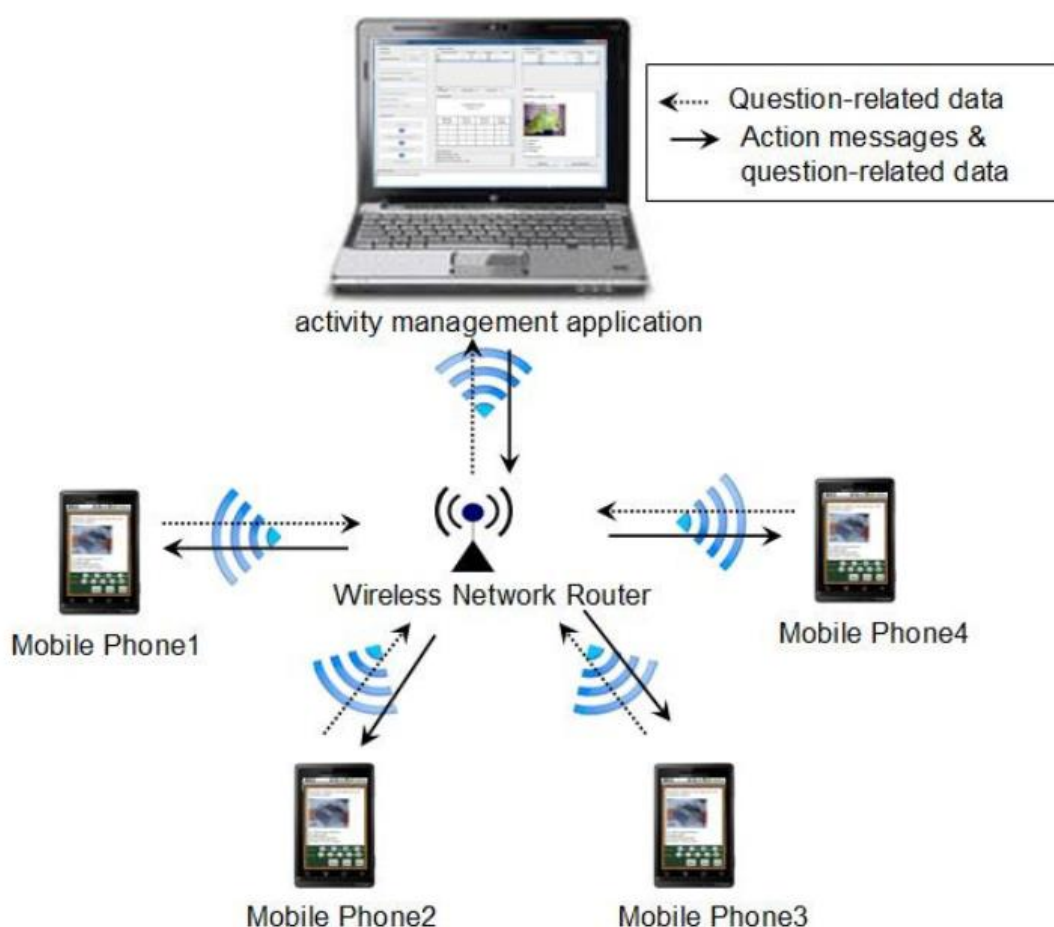 Question-related data
Action messages &
question-related data
activity management application
Wireless Network Router
Mobile Phone1
Mobile Phone4
Mobile Phone2
Mobile Phone3